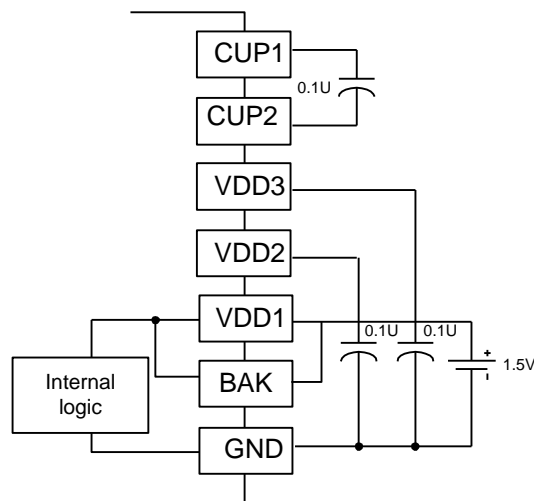 CUP1
0.1U
CUP2
VDD3
VDD2
VDD1
0.1U
0.1U
+
1.5V
-
Internal
logic
BAK
GND